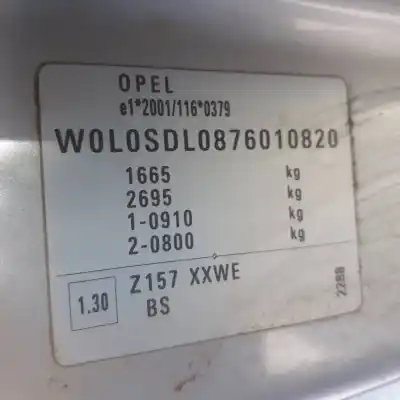 OPEL
e1*2001/116*0379
W0L0SDL0876010820
1665 kg
2695 kg
1-0910 kg
2-0800 kg
1.30 Z157 XXWE
BS
2288